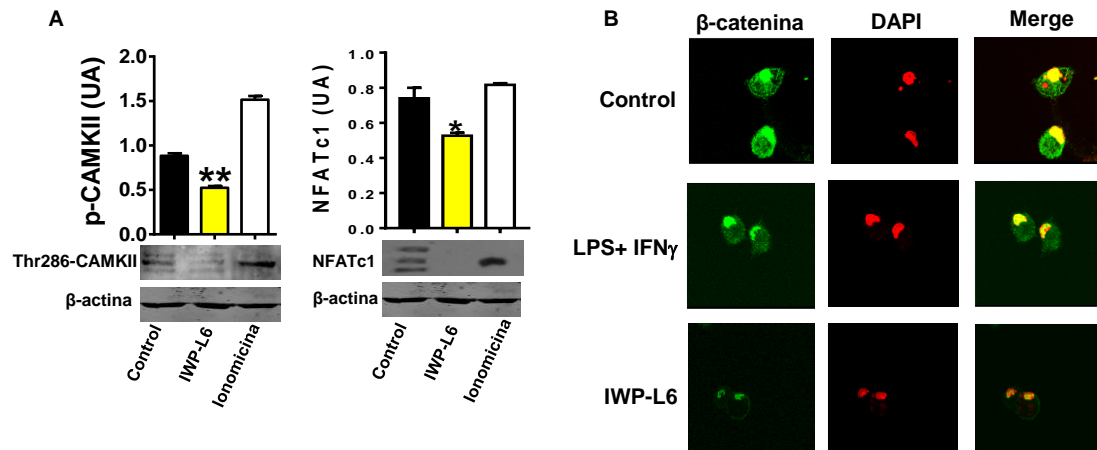 A
p-CAMKII (UA)
2.0
1.5
1.0
0.5
0.0
**
Thr286-CAMKII
β-actina
Control
IWP-L6
Ionomicina
NFATc1 (UA)
1.0
0.8
0.6
0.4
0.2
0.0
*
NFATc1
β-actina
Control
IWP-L6
Ionomicina
B
β-catenina DAPI Merge
Control
LPS+ IFNγ
IWP-L6